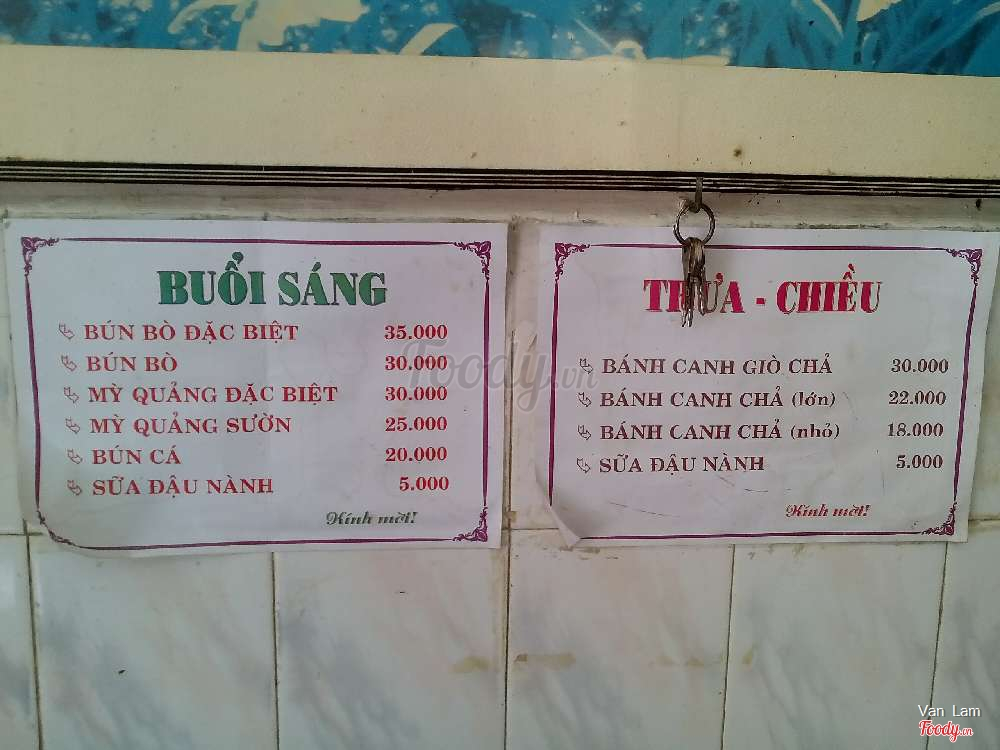 BUỔI SÁNG
BÚN BÒ ĐẶC BIỆT 35.000
BÚN BÒ 30.000
MỲ QUẢNG ĐẶC BIỆT 30.000
MỲ QUẢNG SƯỜN 25.000
BÚN CÁ 20.000
SỮA ĐẬU NÀNH 5.000
Kính mời!
TRƯA - CHIỀU
BÁNH CANH GIÒ CHẢ 30.000
BÁNH CANH CHẢ (lớn) 22.000
BÁNH CANH CHẢ (nhỏ) 18.000
SỮA ĐẬU NÀNH 5.000
Kính mời!
Foody.vn
Van Lam
Foody.vn